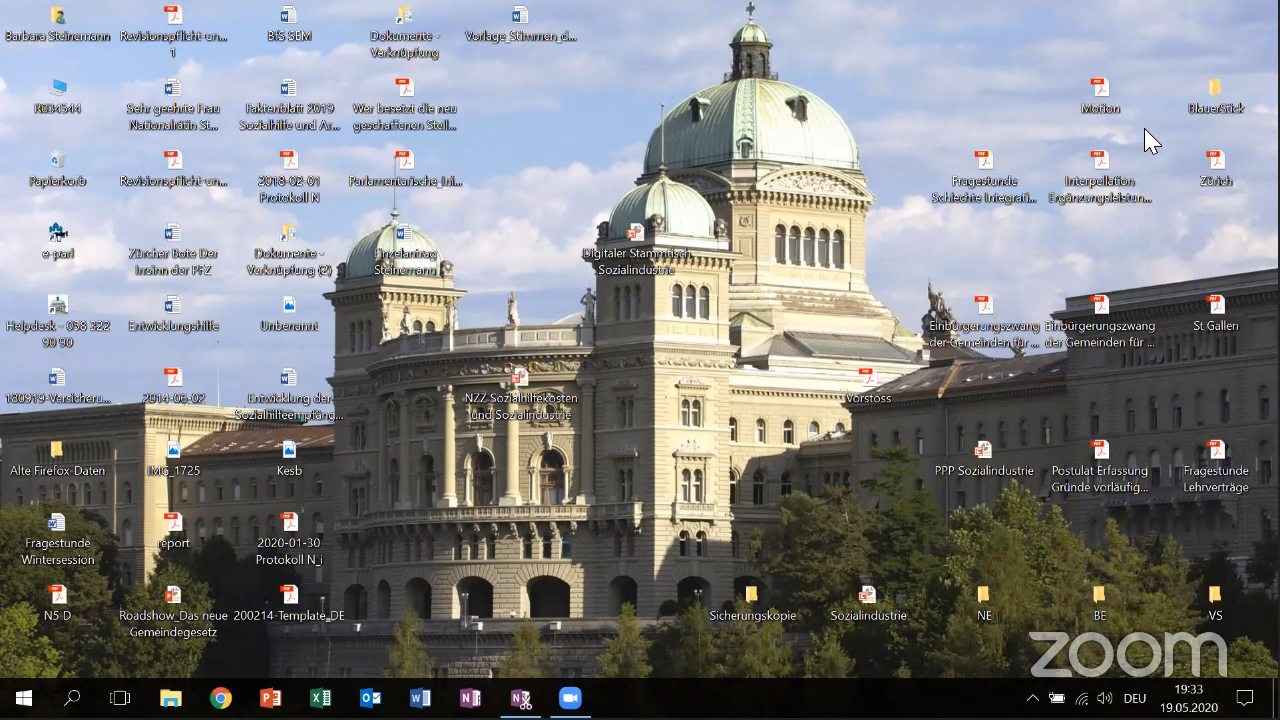 Barbara Steinemann
Revisionspflicht-un...
1
BfS SEM
Dokumente -
Verknüpfung
Vorlage_Stimmen_d...
R034544
Sehr geehrte Frau
Nationalrätin St...
Faktenblatt 2019
Sozialhilfe und Ar...
Wer besetzt die neu
geschaffenen Stell...
Motion
BlauerStick
Papierkorb
Revisionspflicht-un...
2018-02-01
Protokoll N
Parlamentarische_Ini...
Fragestunde
Schlechte Integrati...
Interpellation
Ergänzungsleistun...
Zürich
e-parl
Zürcher Bote Der
Irrsinn der PFZ
Dokumente -
Verknüpfung (2)
Einzelantrag
Steinemann
Digitaler Stammtisch
Sozialindustrie
Helpdesk - 058 322
90 90
Entwicklungshilfe
Unberannt
Einbürgerungszwang
der Gemeinden für ...
Einbürgerungszwang
der Gemeinden für ...
St Gallen
2014-06-02
Entwicklung der
Sozialhilfeempfäng...
NZZ Sozialhilfekosten
und Sozialindustrie
Vorstoss
Alte Firefox-Daten
IMG_1725
Kesb
PPP Sozialindustrie
Postulat Erfassung
Gründe vorläufig...
Fragestunde
Lehrverträge
Fragestunde
Wintersession
report
2020-01-30
Protokoll N_i
N5 D
Roadshow_Das neue
Gemeindegesetz
200214-Template_DE
Sicherungskopie
Sozialindustrie
NE
BE
VS
zoom
DEU
19:33
19.05.2020